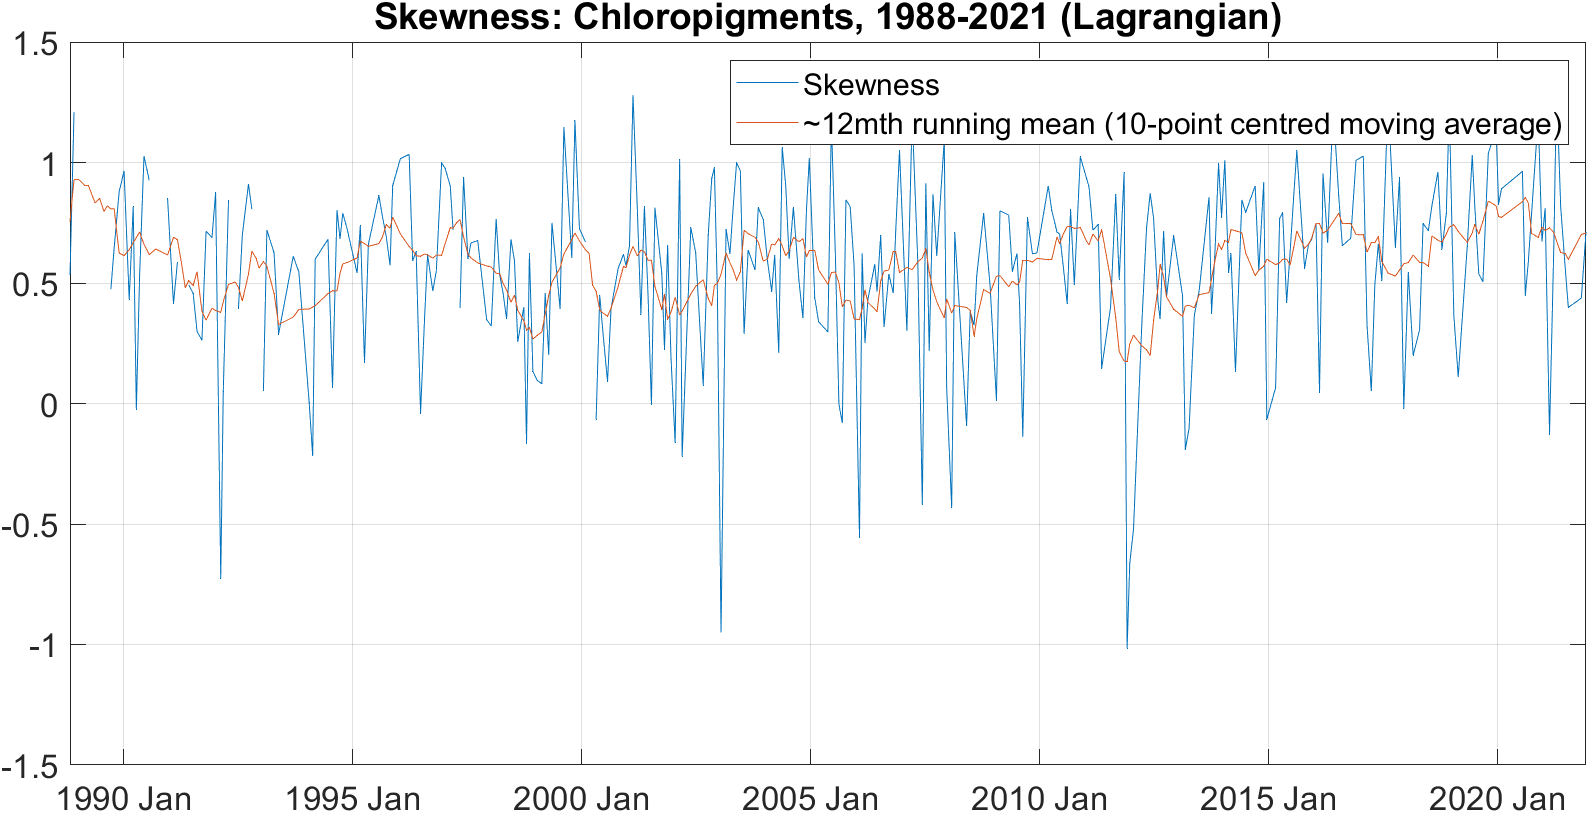 Skewness: Chloropigments, 1988-2021 (Lagrangian)
1.5
Skewness
~12mth running mean (10-point centred moving average)
1
0.5
0
-0.5
-1
-1.5
1990 Jan
1995 Jan
2000 Jan
2005 Jan
2010 Jan
2015 Jan
2020 Jan